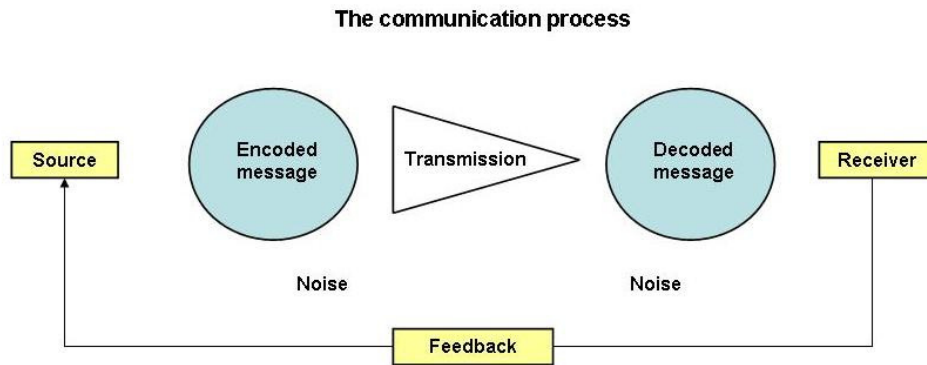 The communication process
Source
Encoded
message
Transmission
Decoded
message
Receiver
Noise
Noise
Feedback